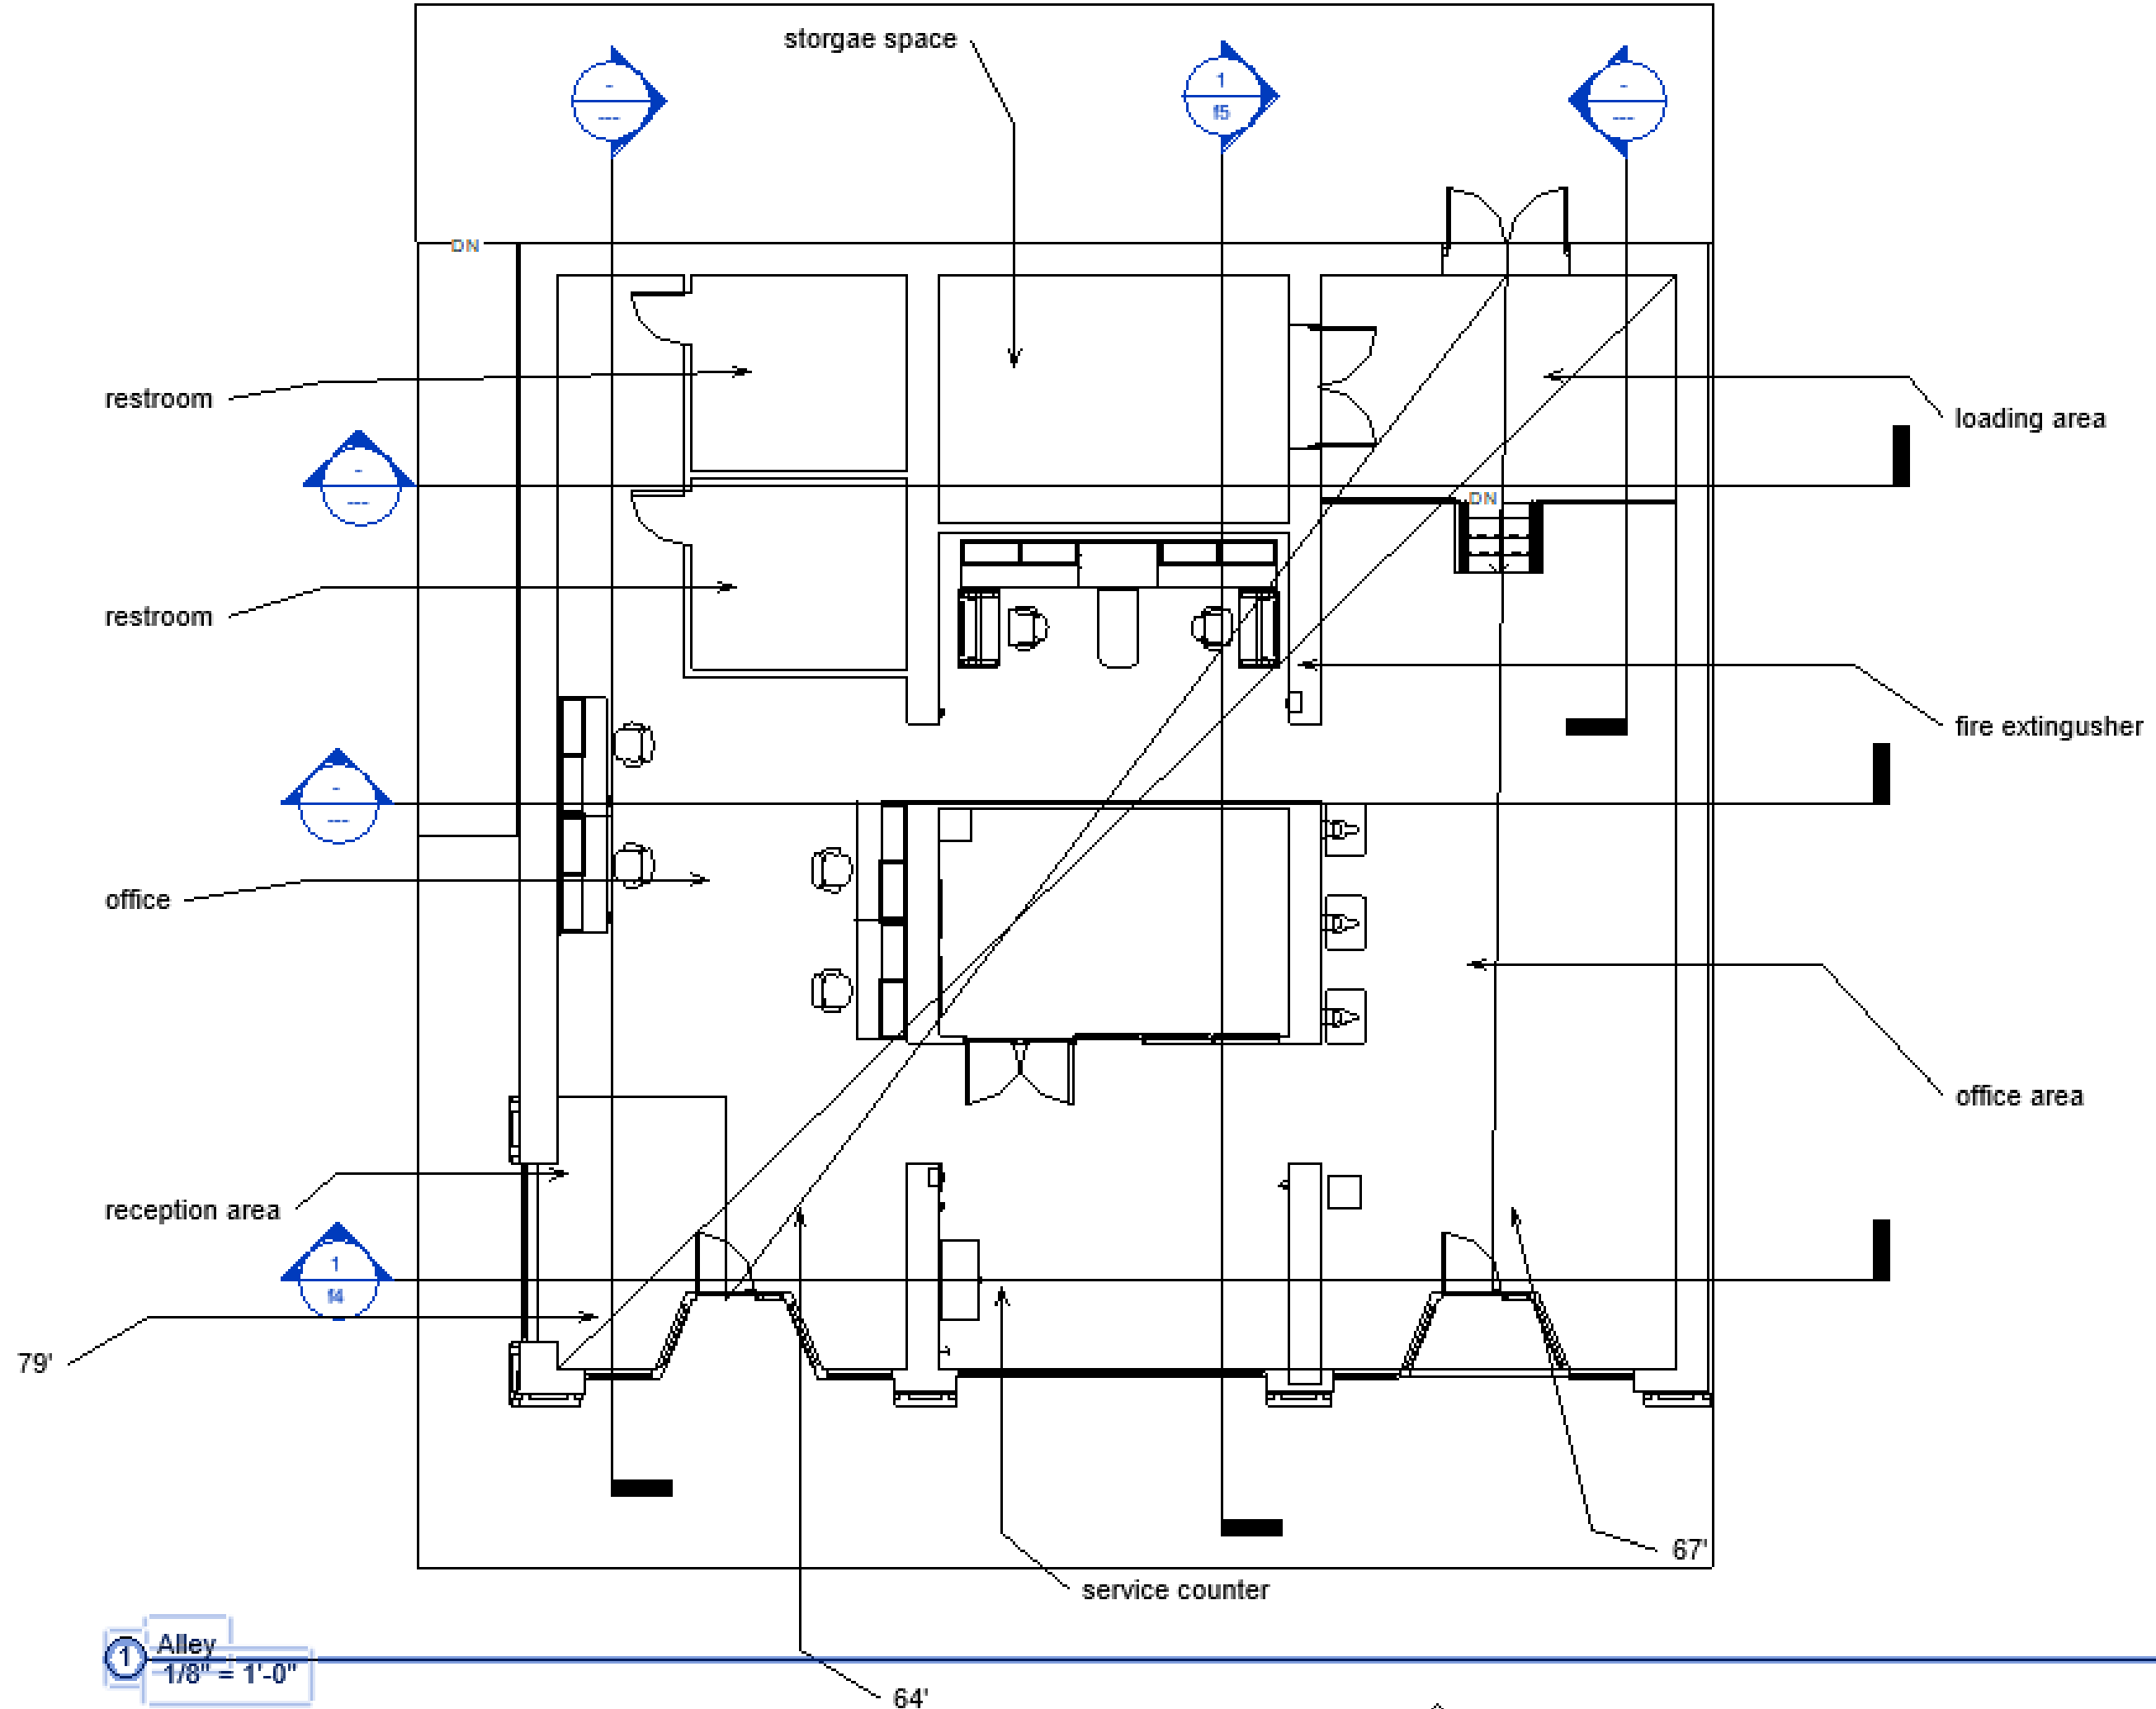 storgae space
-
---
1
f5
-
---
DN
restroom
loading area
-
---
DN
restroom
fire extingusher
-
---
office
office area
reception area
1
f4
79'
67'
service counter
1
Alley
1/8" = 1'-0"
64'